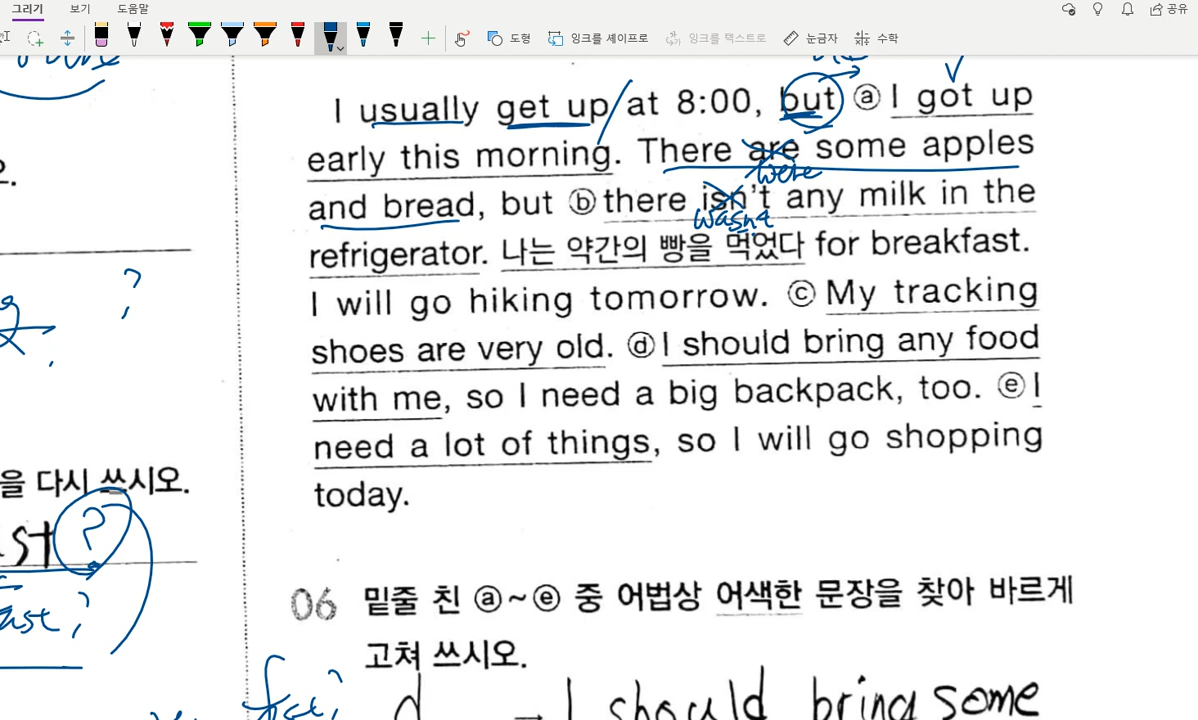 그리기 보기 도움말 공유
도형 잉크를 셰이프로 잉크를 텍스트로 눈금자 수학
I usually get up / at 8:00, but ⓐ I got up
early this morning. There are some apples
were
and bread, but ⓑ there isn't any milk in the
wasn't
refrigerator. 나는 약간의 빵을 먹었다 for breakfast.
?
I will go hiking tomorrow. ⓒ My tracking
shoes are very old. ⓓ I should bring any food
with me, so I need a big backpack, too. ⓔ I
need a lot of things, so I will go shopping
을 다시 쓰시오.
today.
st ?
06 밑줄 친 ⓐ~ⓔ 중 어법상 어색한 문장을 찾아 바르게
고쳐 쓰시오.
d → I should bring some